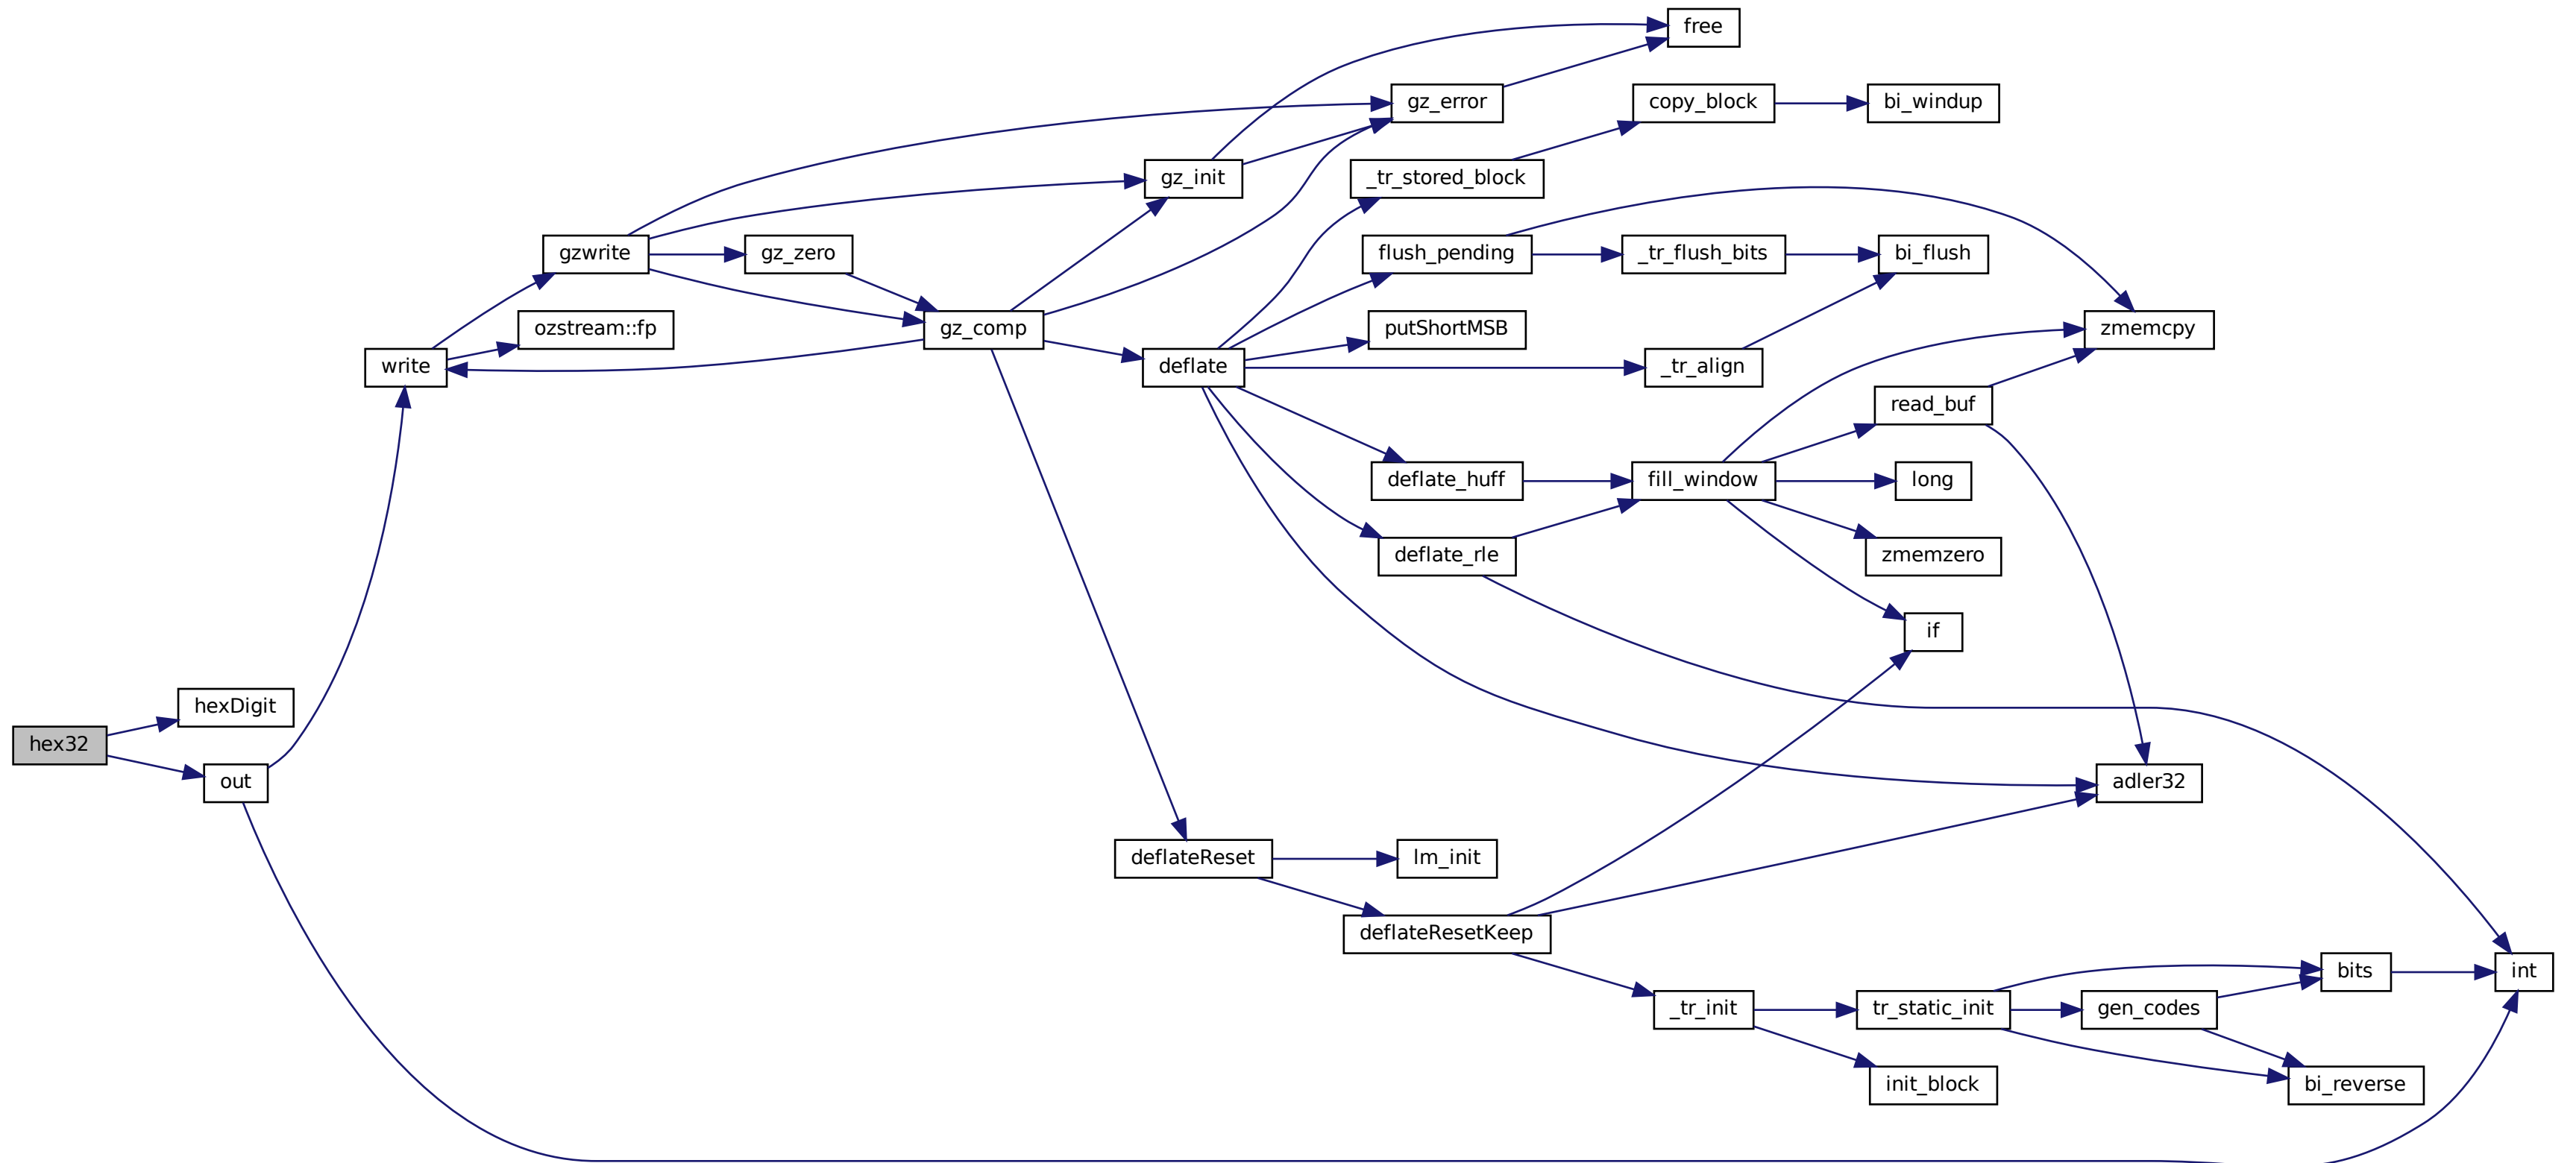 free
gz_error
copy_block
bi_windup
gz_init
_tr_stored_block
gzwrite
gz_zero
flush_pending
_tr_flush_bits
bi_flush
ozstream::fp
gz_comp
putShortMSB
zmemcpy
write
deflate
_tr_align
read_buf
deflate_huff
fill_window
long
deflate_rle
zmemzero
if
hexDigit
hex32
out
adler32
deflateReset
lm_init
deflateResetKeep
bits
int
_tr_init
tr_static_init
gen_codes
init_block
bi_reverse